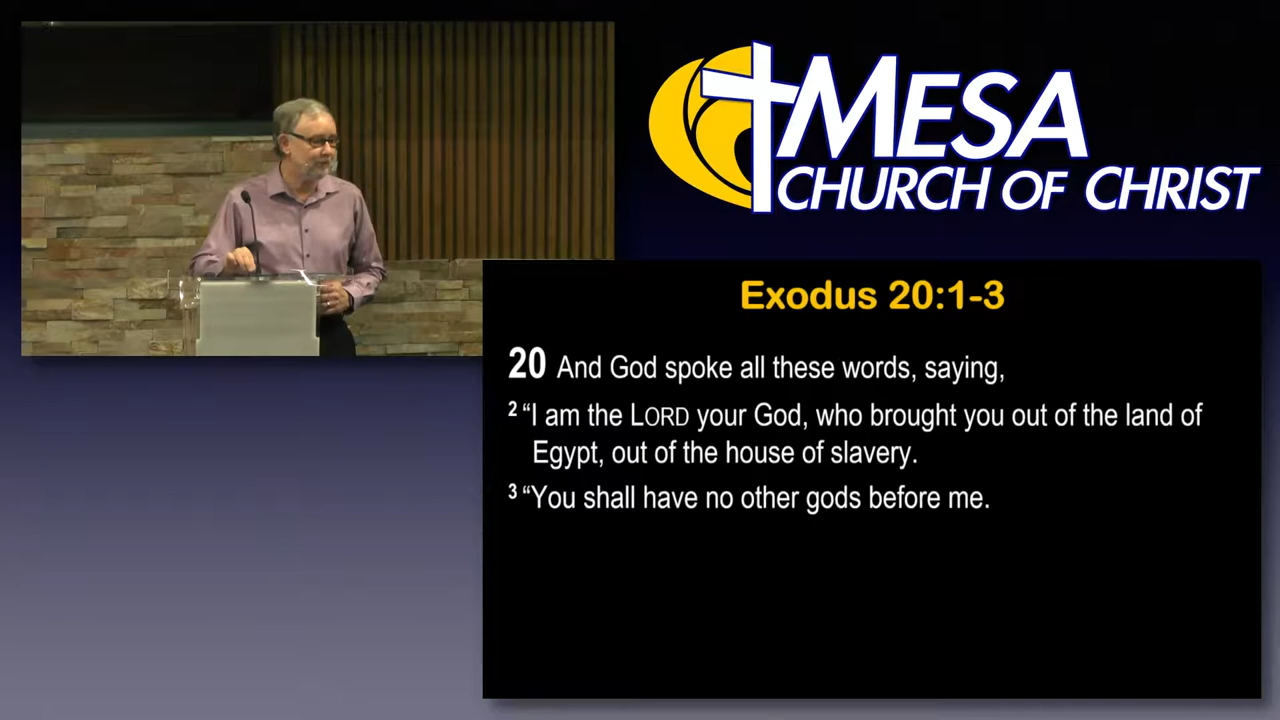 MESA
CHURCH OF CHRIST
Exodus 20:1-3
20 And God spoke all these words, saying,
2 “I am the LORD your God, who brought you out of the land of
Egypt, out of the house of slavery.
3 “You shall have no other gods before me.